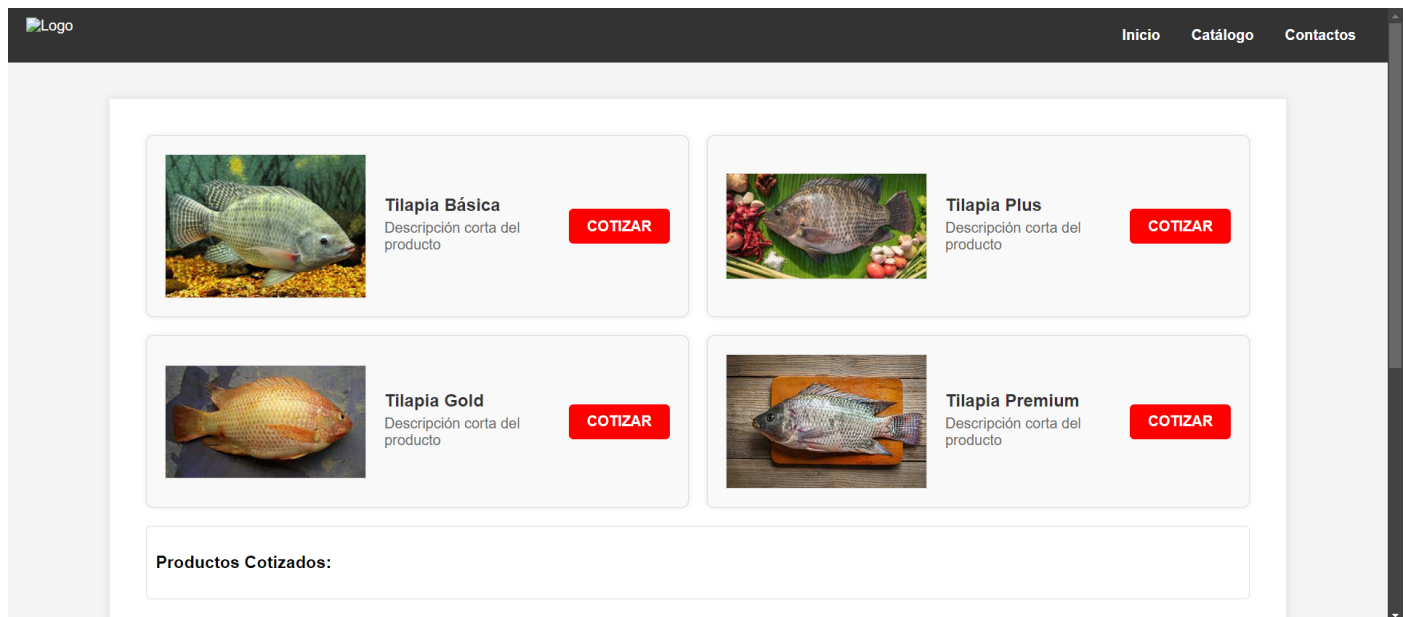 Logo
Inicio Catálogo Contactos
Tilapia Básica
Descripción corta del
producto
COTIZAR
Tilapia Plus
Descripción corta del
producto
COTIZAR
Tilapia Gold
Descripción corta del
producto
COTIZAR
Tilapia Premium
Descripción corta del
producto
COTIZAR
Productos Cotizados: